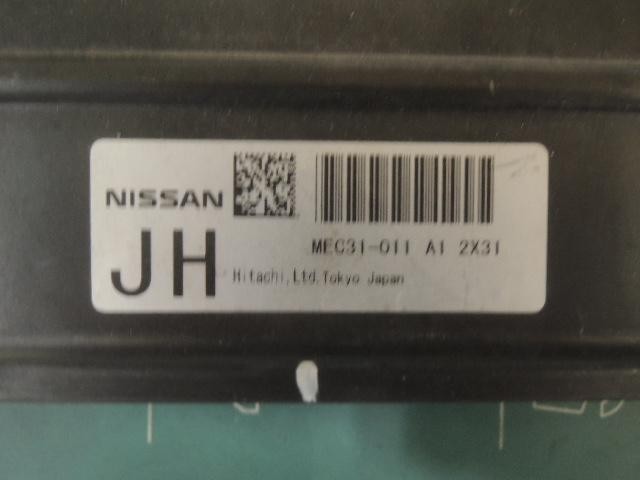 NISSAN
JH
MEC31-011 A1 2X31
Hitachi,Ltd.Tokyo Japan